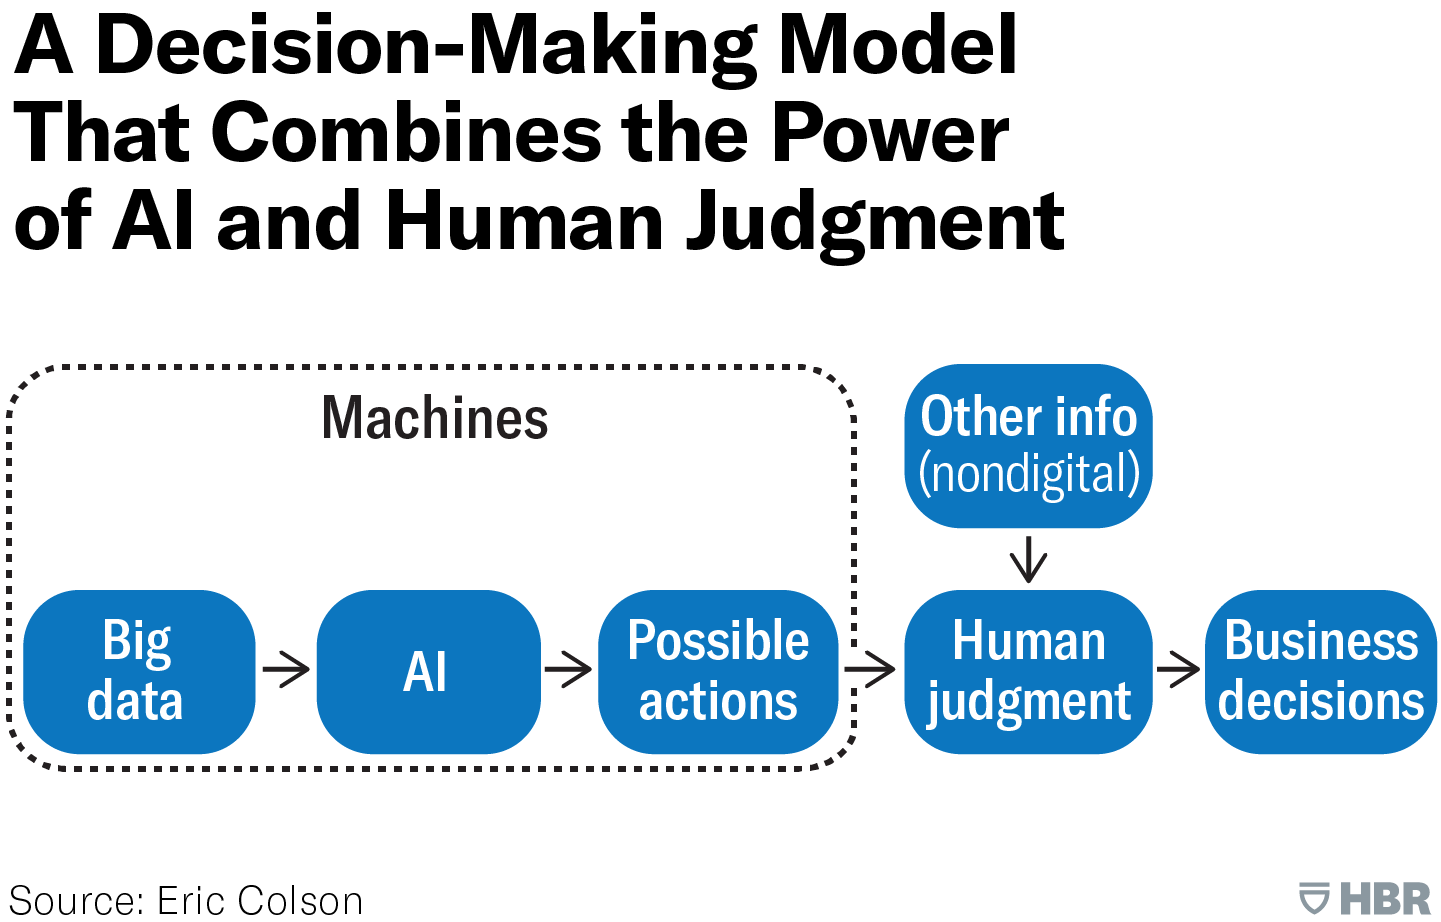 A Decision-Making Model
That Combines the Power
of AI and Human Judgment
Machines
Big
data
AI
Possible
actions
Other info
(nondigital)
Human
judgment
Business
decisions
Source: Eric Colson
HBR